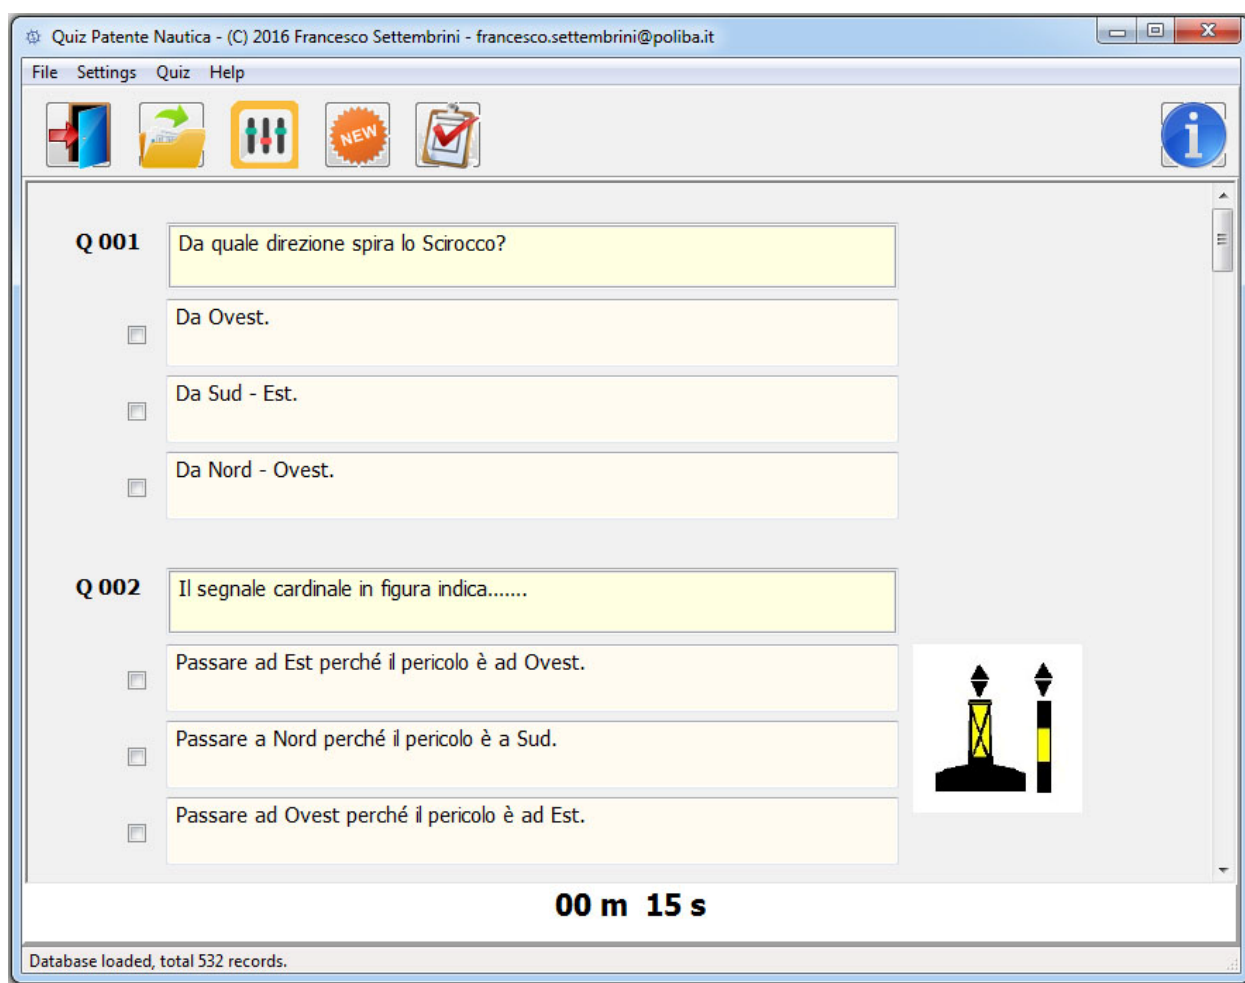 Quiz Patente Nautica - (C) 2016 Francesco Settembrini - francesco.settembrini@poliba.it
File Settings Quiz Help
NEW
i
Q 001 Da quale direzione spira lo Scirocco?
Da Ovest.
Da Sud - Est.
Da Nord - Ovest.
Q 002 Il segnale cardinale in figura indica.......
Passare ad Est perché il pericolo è ad Ovest.
Passare a Nord perché il pericolo è a Sud.
Passare ad Ovest perché il pericolo è ad Est.
00 m 15 s
Database loaded, total 532 records.